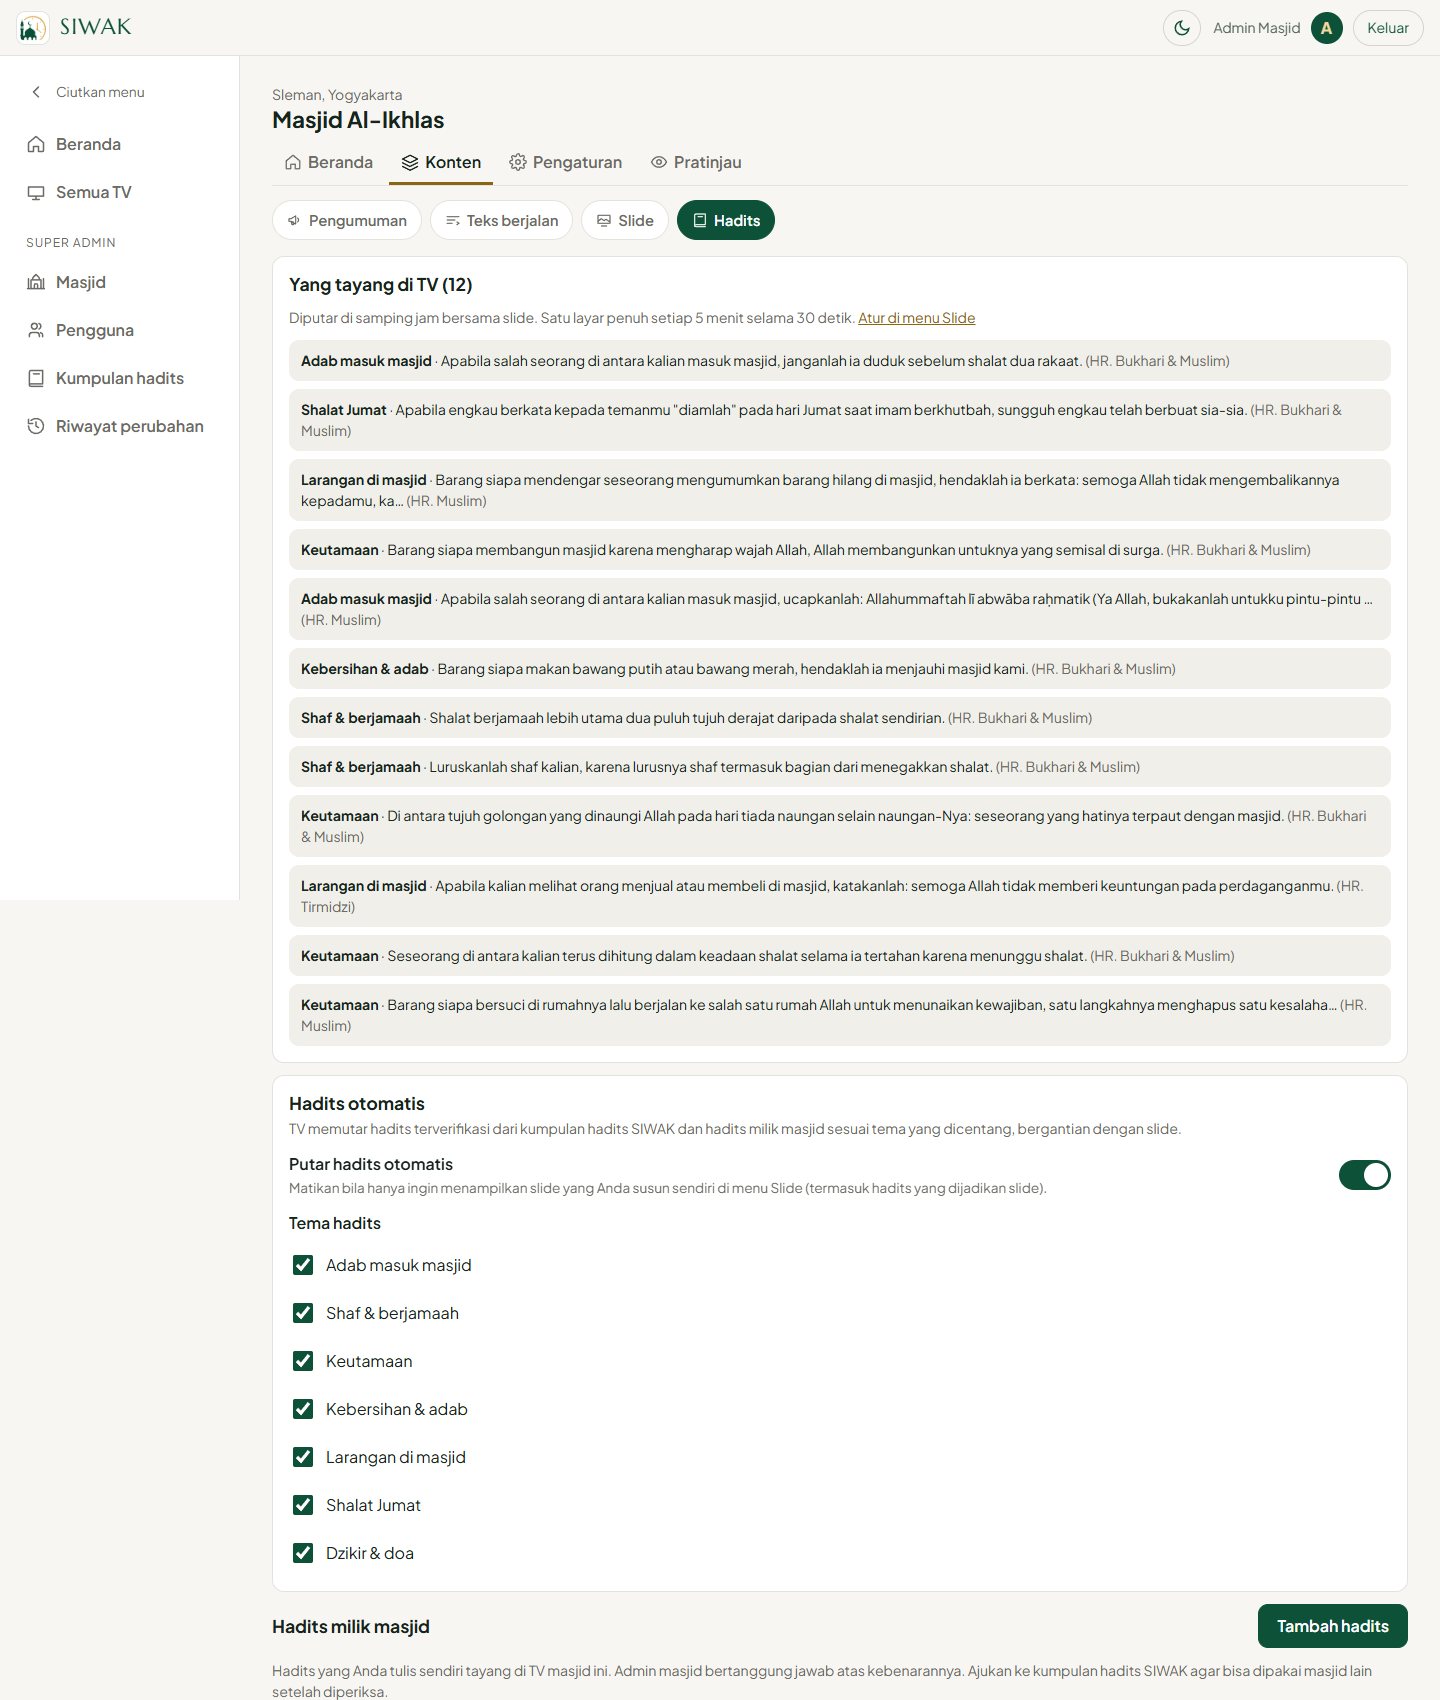 SIWAK
Admin Masjid
A
Keluar
Ciutkan menu
Beranda
Semua TV
SUPER ADMIN
Masjid
Pengguna
Kumpulan hadits
Riwayat perubahan
Sleman, Yogyakarta
Masjid Al-Ikhlas
Beranda
Konten
Pengaturan
Pratinjau
Pengumuman
Teks berjalan
Slide
Hadits
Yang tayang di TV (12)
Diputar di samping jam bersama slide. Satu layar penuh setiap 5 menit selama 30 detik. Atur di menu Slide
Adab masuk masjid · Apabila salah seorang di antara kalian masuk masjid, janganlah ia duduk sebelum shalat dua rakaat. (HR. Bukhari & Muslim)
Shalat Jumat · Apabila engkau berkata kepada temanmu "diamlah" pada hari Jumat saat imam berkhutbah, sungguh engkau telah berbuat sia-sia. (HR. Bukhari &
Muslim)
Larangan di masjid · Barang siapa mendengar seseorang mengumumkan barang hilang di masjid, hendaklah ia berkata: semoga Allah tidak mengembalikannya
kepadamu, ka… (HR. Muslim)
Keutamaan · Barang siapa membangun masjid karena mengharap wajah Allah, Allah membangunkan untuknya yang semisal di surga. (HR. Bukhari & Muslim)
Adab masuk masjid · Apabila salah seorang di antara kalian masuk masjid, ucapkanlah: Allahummaftah lī abwāba raḥmatik (Ya Allah, bukakanlah untukku pintu-pintu …
(HR. Muslim)
Kebersihan & adab · Barang siapa makan bawang putih atau bawang merah, hendaklah ia menjauhi masjid kami. (HR. Bukhari & Muslim)
Shaf & berjamaah · Shalat berjamaah lebih utama dua puluh tujuh derajat daripada shalat sendirian. (HR. Bukhari & Muslim)
Shaf & berjamaah · Luruskanlah shaf kalian, karena lurusnya shaf termasuk bagian dari menegakkan shalat. (HR. Bukhari & Muslim)
Keutamaan · Di antara tujuh golongan yang dinaungi Allah pada hari tiada naungan selain naungan-Nya: seseorang yang hatinya terpaut dengan masjid. (HR. Bukhari
& Muslim)
Larangan di masjid · Apabila kalian melihat orang menjual atau membeli di masjid, katakanlah: semoga Allah tidak memberi keuntungan pada perdaganganmu. (HR.
Tirmidzi)
Keutamaan · Seseorang di antara kalian terus dihitung dalam keadaan shalat selama ia tertahan karena menunggu shalat. (HR. Bukhari & Muslim)
Keutamaan · Barang siapa bersuci di rumahnya lalu berjalan ke salah satu rumah Allah untuk menunaikan kewajiban, satu langkahnya menghapus satu kesalaha… (HR.
Muslim)
Hadits otomatis
TV memutar hadits terverifikasi dari kumpulan hadits SIWAK dan hadits milik masjid sesuai tema yang dicentang, bergantian dengan slide.
Putar hadits otomatis
Matikan bila hanya ingin menampilkan slide yang Anda susun sendiri di menu Slide (termasuk hadits yang dijadikan slide).
Tema hadits
Adab masuk masjid
Shaf & berjamaah
Keutamaan
Kebersihan & adab
Larangan di masjid
Shalat Jumat
Dzikir & doa
Hadits milik masjid
Tambah hadits
Hadits yang Anda tulis sendiri tayang di TV masjid ini. Admin masjid bertanggung jawab atas kebenarannya. Ajukan ke kumpulan hadits SIWAK agar bisa dipakai masjid lain
setelah diperiksa.